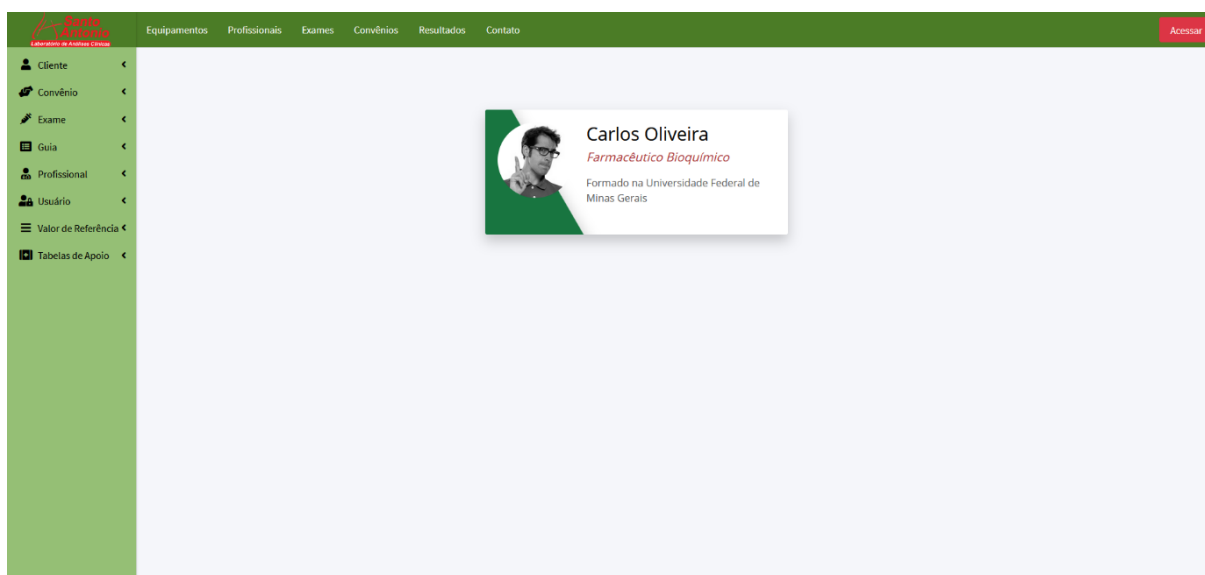 Santo
Antonio
Laboratório de Análises Clínicas
Equipamentos Profissionais Exames Convênios Resultados Contato
Acessar
Cliente
Convênio
Exame
Guia
Profissional
Usuário
Valor de Referência
Tabelas de Apoio
Carlos Oliveira
Farmacêutico Bioquímico
Formado na Universidade Federal de
Minas Gerais